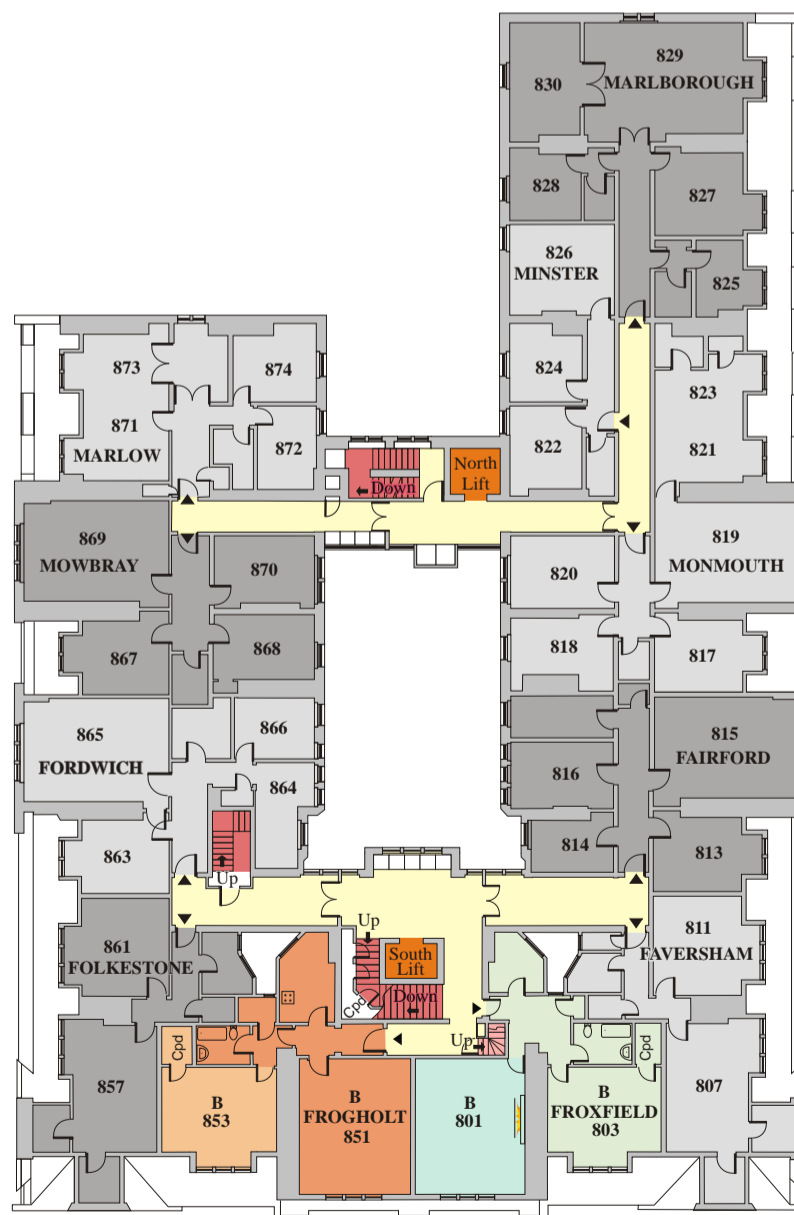 829
MARLBOROUGH
830
828
827
826
MINSTER
825
873
874
824
823
871
MARLOW
872
822
821
North
Lift
Down
869
MOWBRAY
870
820
819
MONMOUTH
867
868
818
817
865
FORDWICH
866
815
FAIRFORD
864
816
863
814
813
Up
861
FOLKESTONE
Up
South
Lift
811
FAVERSHAM
Cpd
Down
Up
Cpd
Cpd
857
B
853
B
FROGHOLT
851
B
801
B
FROXFIELD
803
807